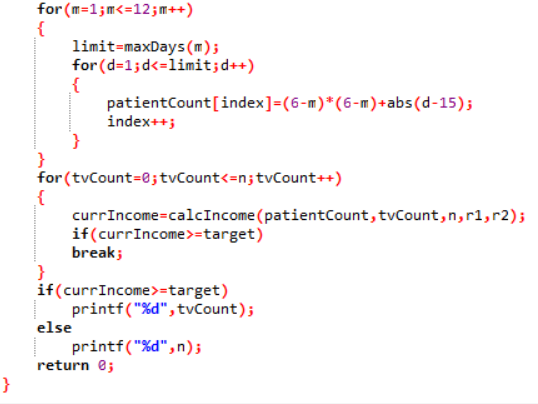 for(m=1;m<=12;m++)
{
limit=maxDays(m);
for(d=1;d<=limit;d++)
{
patientCount[index]=(6-m)*(6-m)+abs(d-15);
index++;
}
}
for(tvCount=0;tvCount<=n;tvCount++)
{
currIncome=calcIncome(patientCount,tvCount,n,r1,r2);
if(currIncome>=target)
break;
}
if(currIncome>=target)
printf("%d",tvCount);
else
printf("%d",n);
return 0;
}